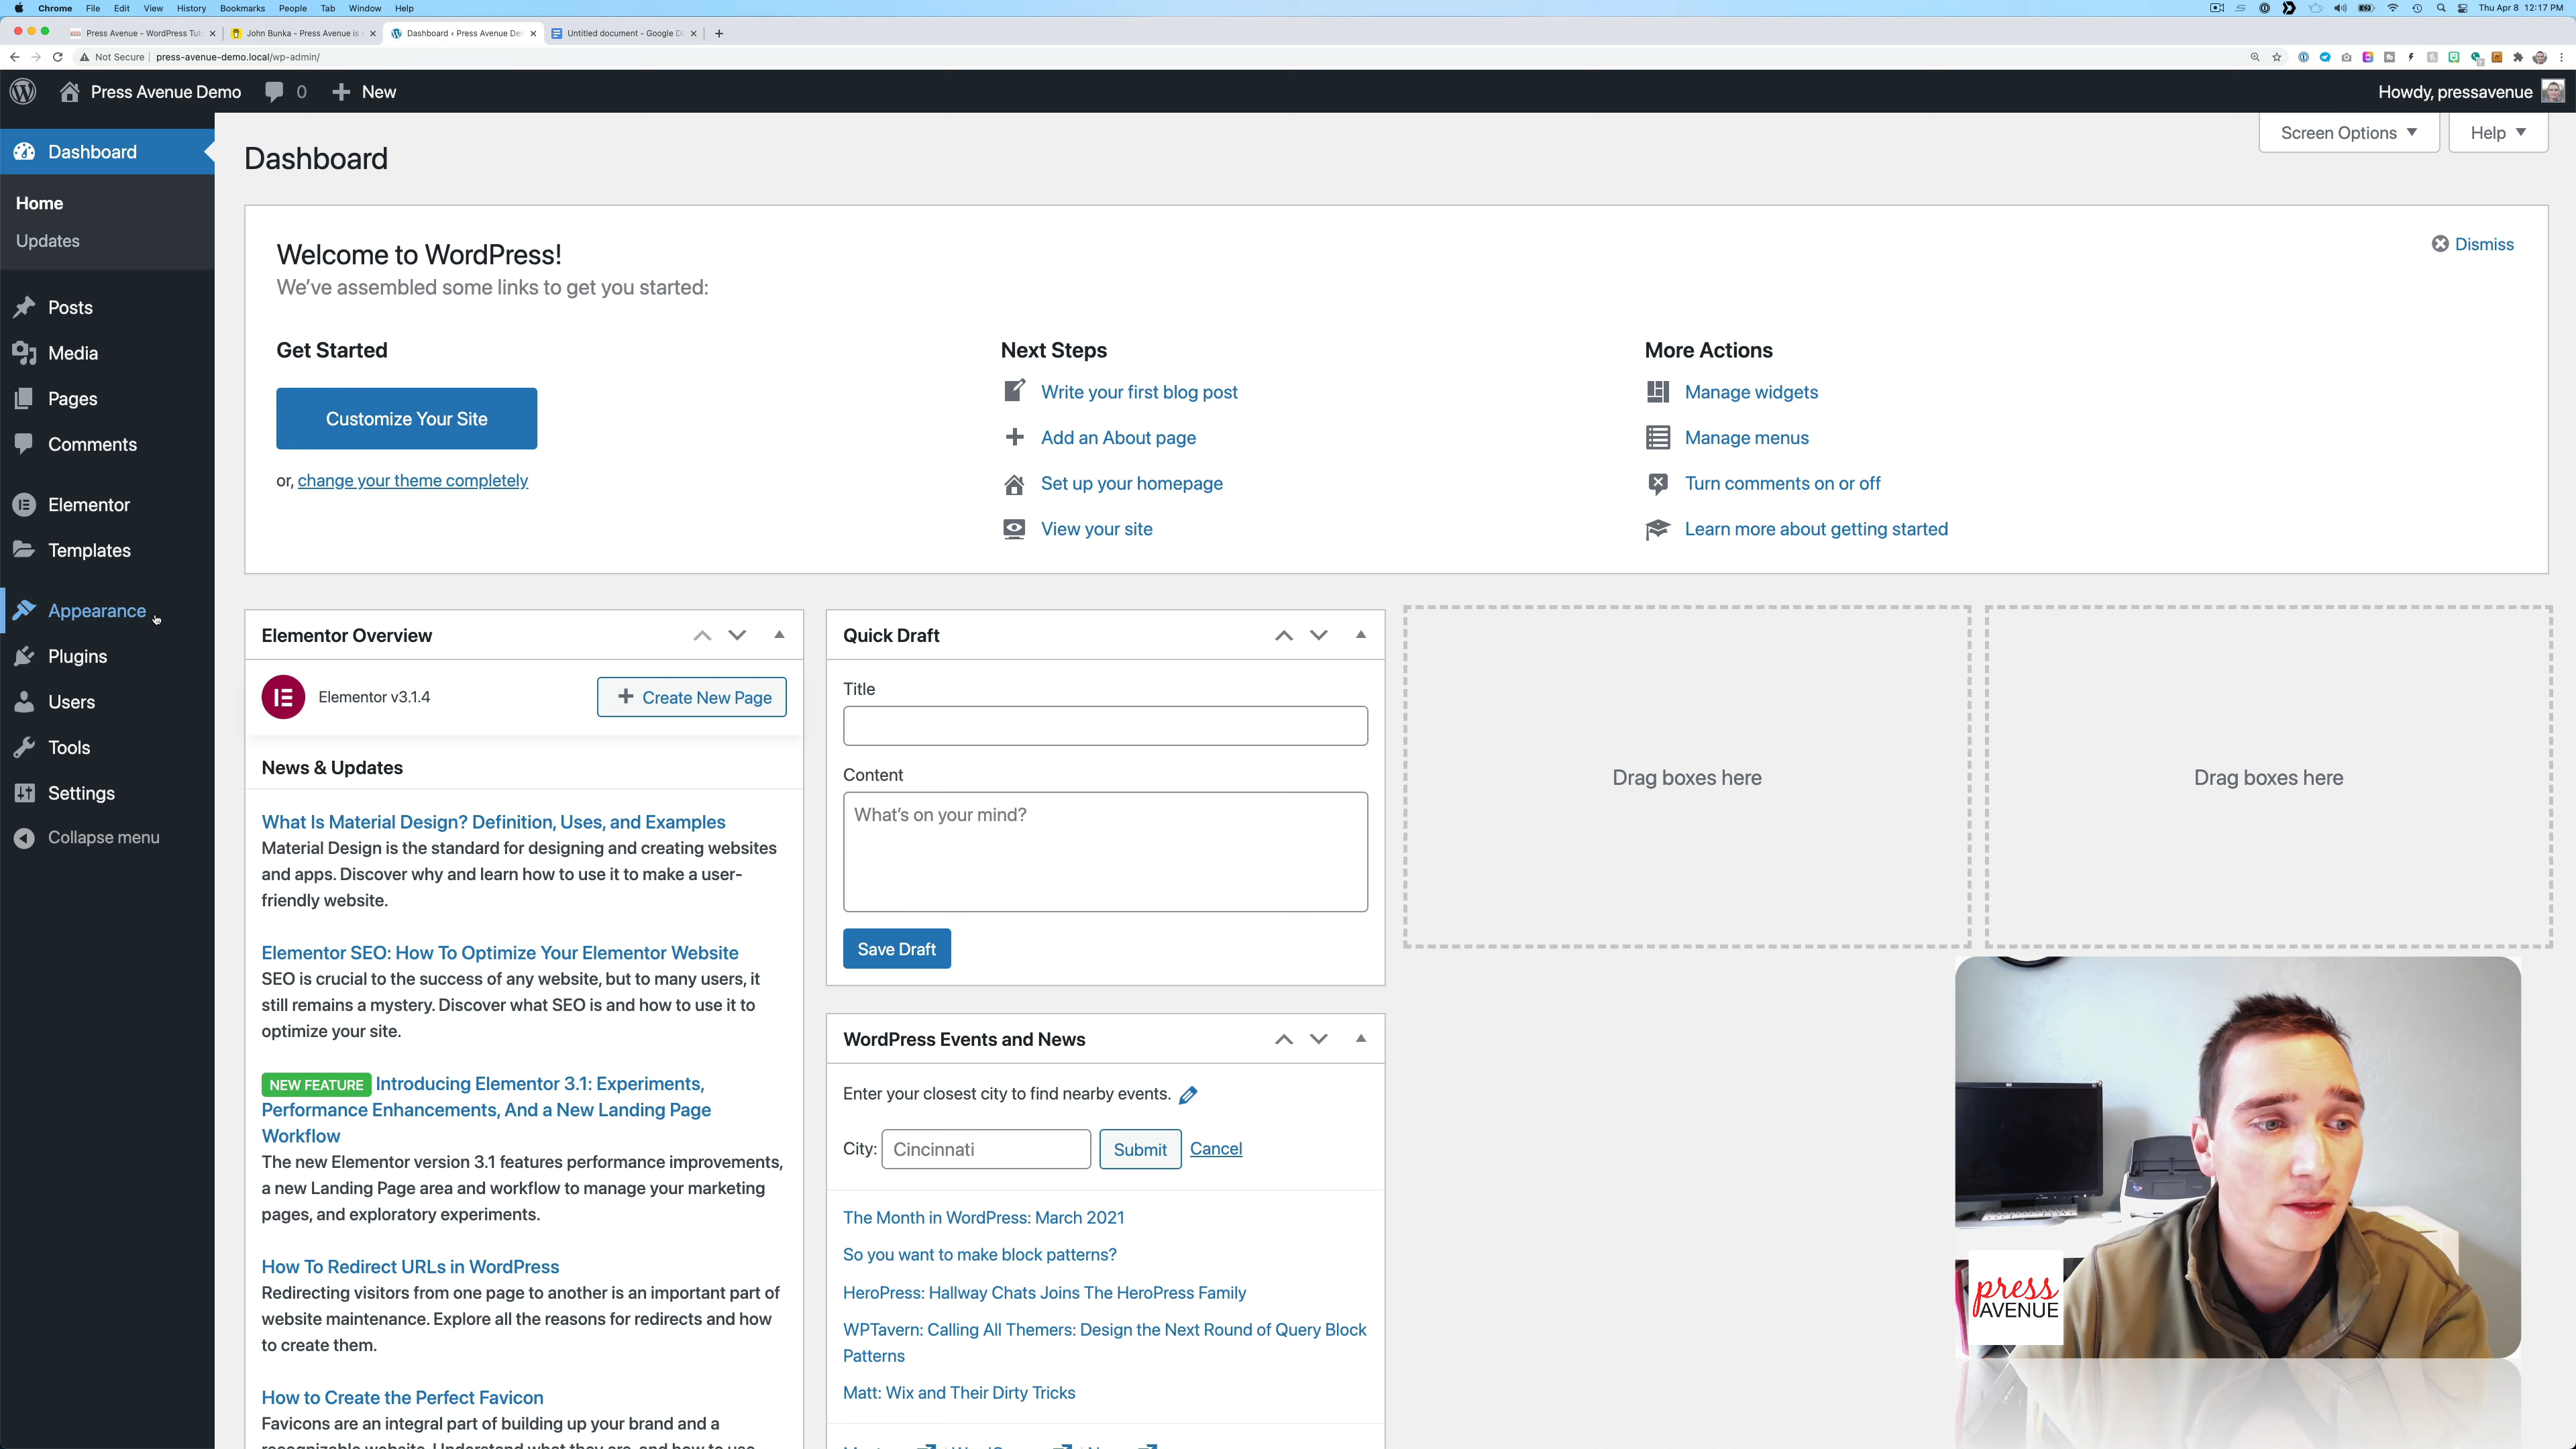 Chrome File Edit View History Bookmarks People Tab Window Help Thu Apr 8 12:17 PM
Press Avenue - WordPress Tut John Bunka - Press Avenue is Dashboard ‹ Press Avenue De Untitled document - Google D
Not Secure press-avenue-demo.local/wp-admin/
Press Avenue Demo 0 New Howdy, pressavenue
Screen Options Help
Dashboard
Home
Updates
Posts
Media
Pages
Comments
Elementor
Templates
Appearance
Plugins
Users
Tools
Settings
Collapse menu
Dashboard
Welcome to WordPress!
Dismiss
We've assembled some links to get you started:
Get Started
Customize Your Site
or, change your theme completely
Next Steps
Write your first blog post
Add an About page
Set up your homepage
View your site
More Actions
Manage widgets
Manage menus
Turn comments on or off
Learn more about getting started
Elementor Overview
Elementor v3.1.4
Create New Page
News & Updates
What Is Material Design? Definition, Uses, and Examples
Material Design is the standard for designing and creating websites
and apps. Discover why and learn how to use it to make a user-
friendly website.
Elementor SEO: How To Optimize Your Elementor Website
SEO is crucial to the success of any website, but to many users, it
still remains a mystery. Discover what SEO is and how to use it to
optimize your site.
NEW FEATURE Introducing Elementor 3.1: Experiments,
Performance Enhancements, And a New Landing Page
Workflow
The new Elementor version 3.1 features performance improvements,
a new Landing Page area and workflow to manage your marketing
pages, and exploratory experiments.
How To Redirect URLs in WordPress
Redirecting visitors from one page to another is an important part of
website maintenance. Explore all the reasons for redirects and how
to create them.
How to Create the Perfect Favicon
Favicons are an integral part of building up your brand and a
Quick Draft
Title
Content
What's on your mind?
Save Draft
WordPress Events and News
Enter your closest city to find nearby events.
City: Cincinnati Submit Cancel
The Month in WordPress: March 2021
So you want to make block patterns?
HeroPress: Hallway Chats Joins The HeroPress Family
WPTavern: Calling All Themers: Design the Next Round of Query Block
Patterns
Matt: Wix and Their Dirty Tricks
Drag boxes here
Drag boxes here
press
AVENUE